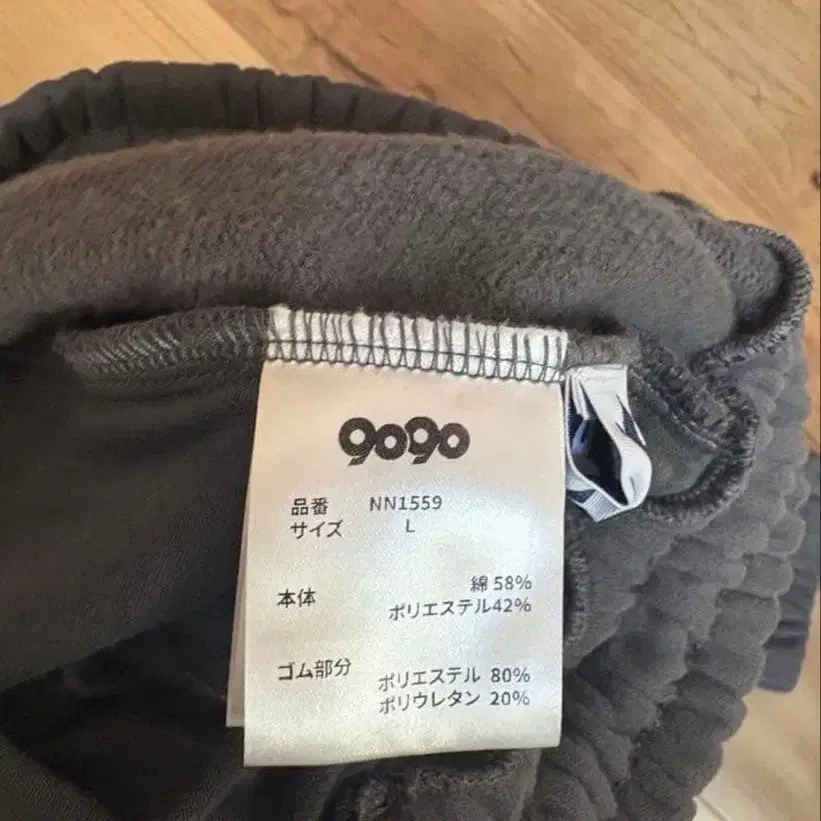 9090
品番 NN1559
サイズ L
本体 綿 58%
ポリエステル42%
ゴム部分 ポリエステル 80%
ポリウレタン 20%